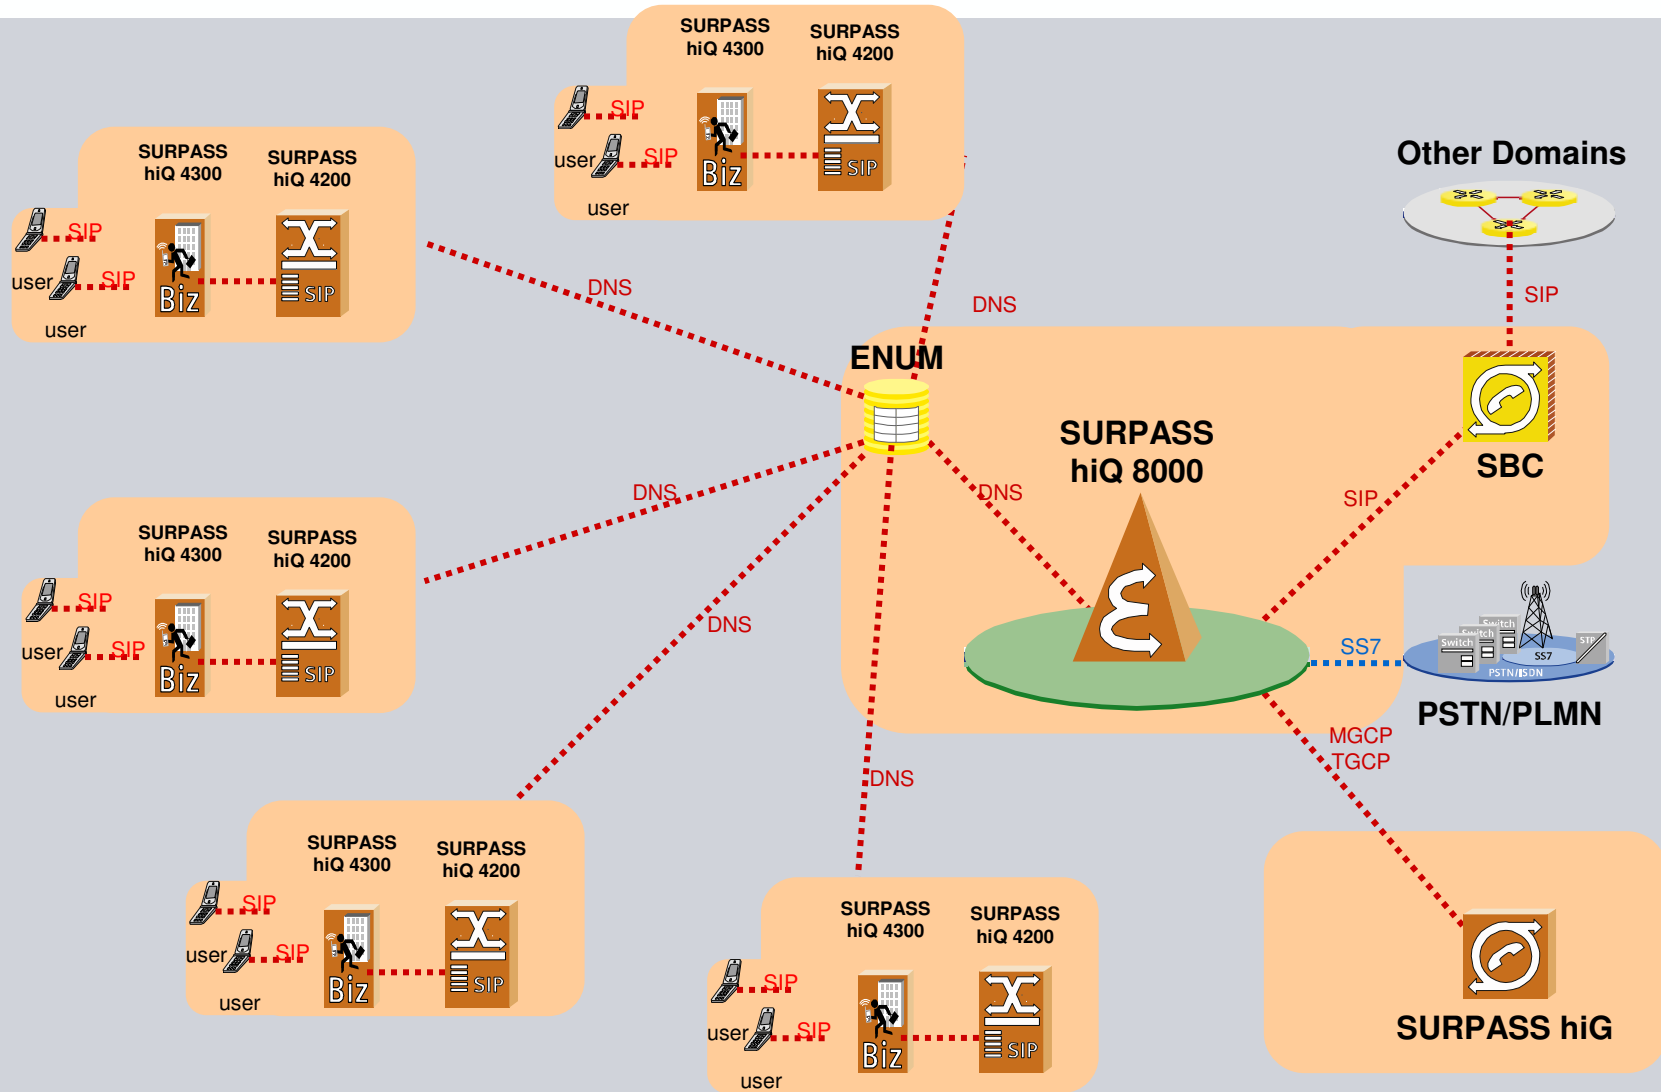 SURPASS
hiQ 4300
SURPASS
hiQ 4200
SIP
user
SIP
user
Biz
SIP
SURPASS
hiQ 4300
SURPASS
hiQ 4200
SIP
user
SIP
user
Biz
SIP
Other Domains
SIP
DNS
DNS
ENUM
SURPASS
hiQ 8000
SBC
DNS
DNS
SIP
SURPASS
hiQ 4300
SURPASS
hiQ 4200
SIP
user
SIP
user
Biz
SIP
DNS
SS7
Switch
Switch
Switch
STP
SS7
PSTN/ISDN
PSTN/PLMN
MGCP
TGCP
DNS
SURPASS
hiQ 4300
SURPASS
hiQ 4200
SIP
user
SIP
user
Biz
SIP
SURPASS
hiQ 4300
SURPASS
hiQ 4200
SIP
user
SIP
user
Biz
SIP
SURPASS hiG